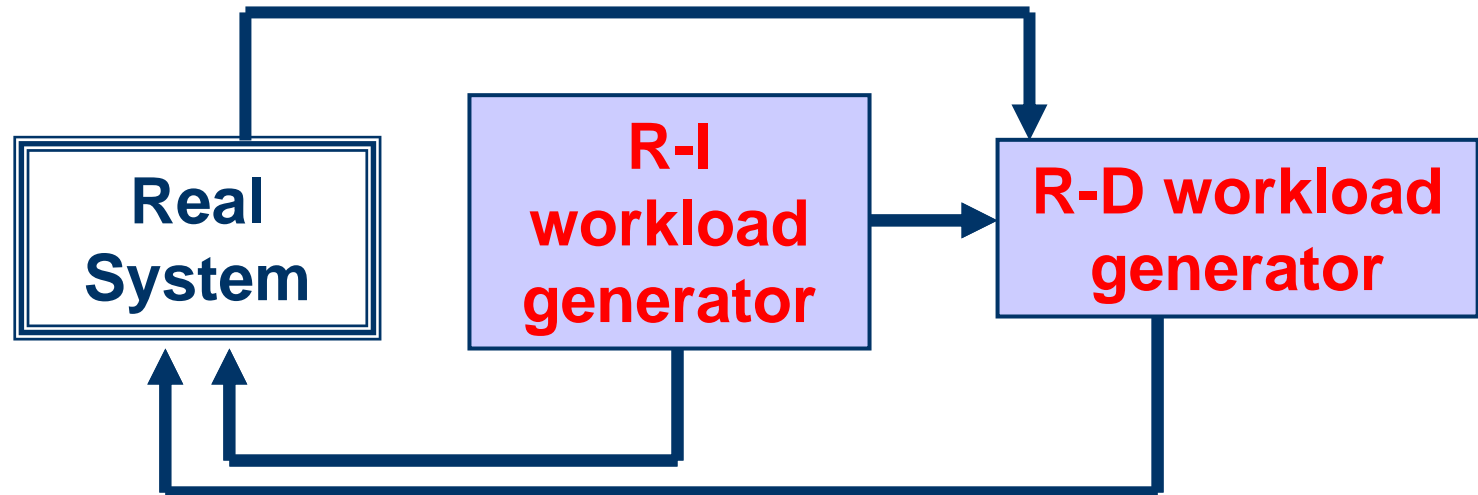 Real
System
R-I
workload
generator
R-D workload
generator